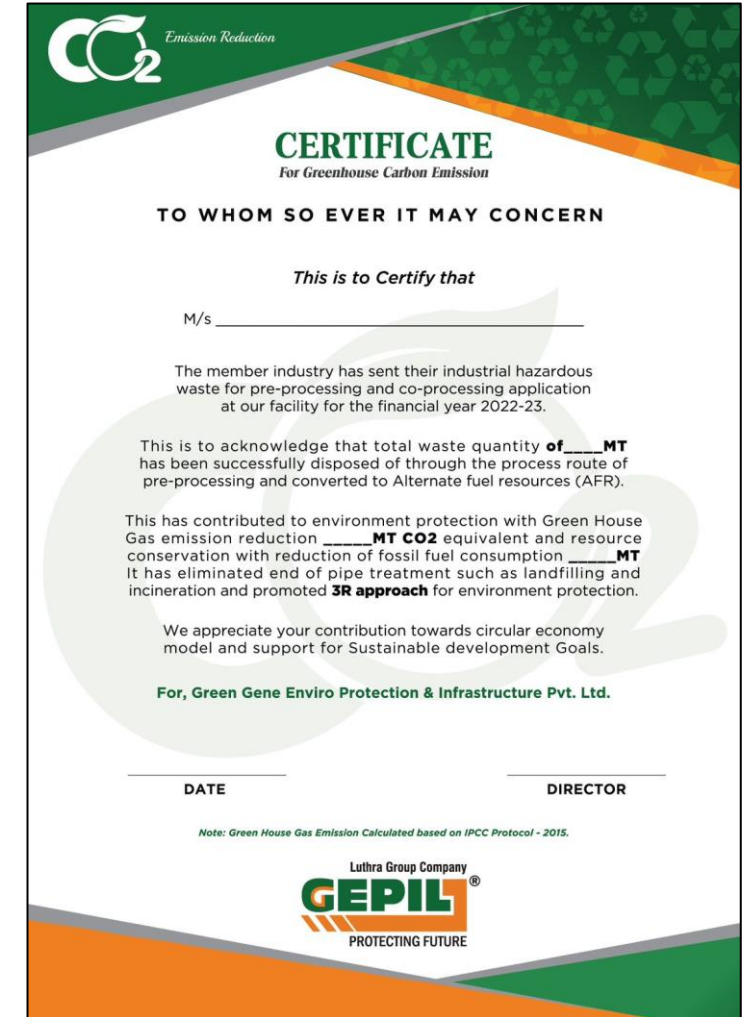 CO2 Emission Reduction
CERTIFICATE
For Greenhouse Carbon Emission
TO WHOM SO EVER IT MAY CONCERN
This is to Certify that
M/s ____________________
The member industry has sent their industrial hazardous
waste for pre-processing and co-processing application
at our facility for the financial year 2022-23.
This is to acknowledge that total waste quantity of____MT
has been successfully disposed of through the process route of
pre-processing and converted to Alternate fuel resources (AFR).
This has contributed to environment protection with Green House
Gas emission reduction _____MT CO2 equivalent and resource
conservation with reduction of fossil fuel consumption _____MT
It has eliminated end of pipe treatment such as landfilling and
incineration and promoted 3R approach for environment protection.
We appreciate your contribution towards circular economy
model and support for Sustainable development Goals.
For, Green Gene Enviro Protection & Infrastructure Pvt. Ltd.
DATE DIRECTOR
Note: Green House Gas Emission Calculated based on IPCC Protocol - 2015.
Luthra Group Company
GEPIL®
PROTECTING FUTURE